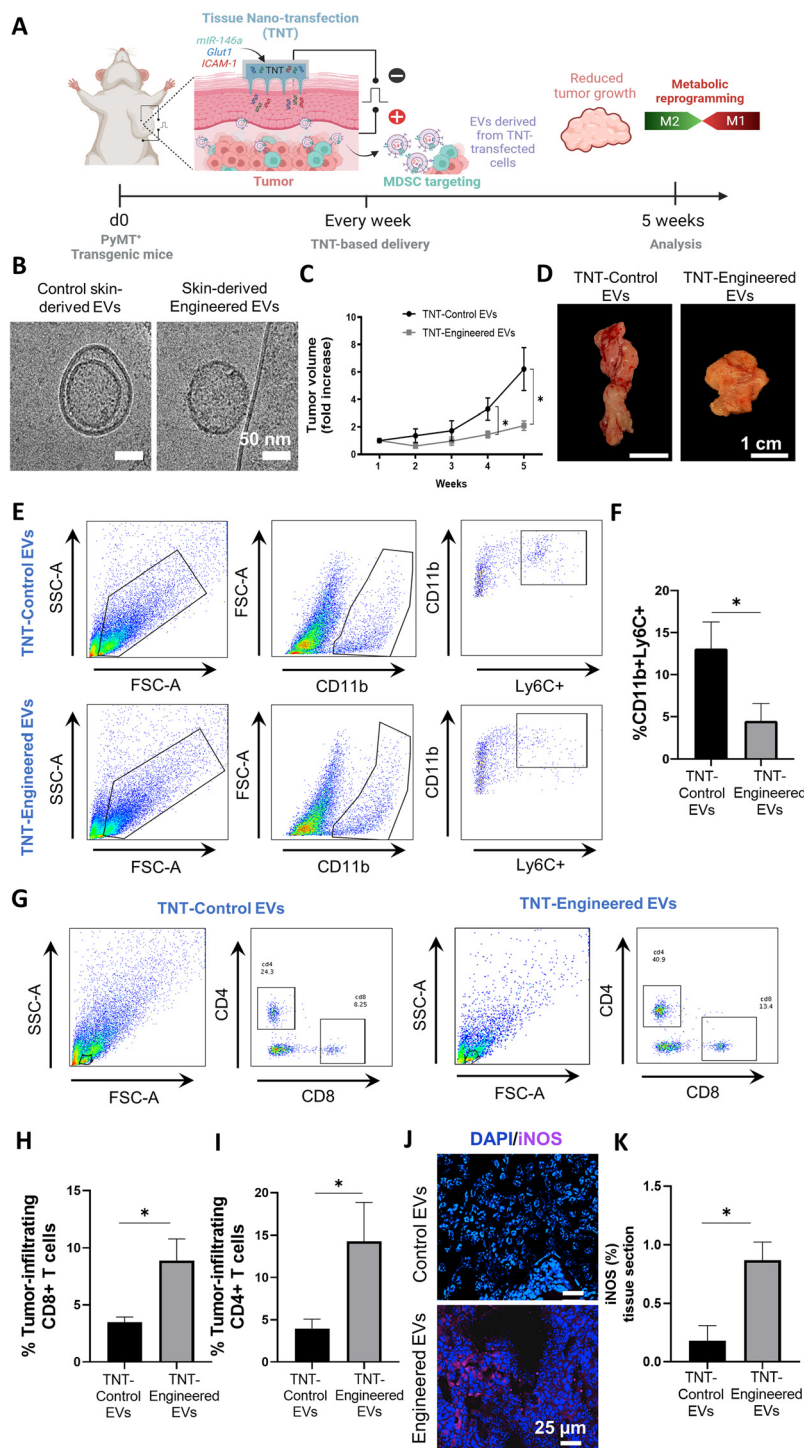 A
Tissue Nano-transfection
(TNT)
miR-146a
Glut1
ICAM-1
TNT
EVs derived
from TNT-
transfected
cells
Tumor
MDSC targeting
Reduced
tumor growth
Metabolic
reprogramming
M2
M1
d0
Every week
5 weeks
PyMT⁺
Transgenic mice
TNT-based delivery
Analysis
B
Control skin-
derived EVs
Skin-derived
Engineered EVs
50 nm
C
TNT-Control EVs
TNT-Engineered EVs
Tumor volume
(fold increase)
10
8
6
4
2
0
*
*
1 2 3 4 5
Weeks
D
TNT-Control
EVs
TNT-Engineered
EVs
1 cm
E
TNT-Control EVs
SSC-A
FSC-A
FSC-A
CD11b
CD11b
Ly6C+
TNT-Engineered EVs
SSC-A
FSC-A
FSC-A
CD11b
CD11b
Ly6C+
F
%CD11b+Ly6C+
20
15
10
5
0
*
TNT-
Control
EVs
TNT-
Engineered
EVs
G
TNT-Control EVs
SSC-A
FSC-A
CD4
CD8
cd4
24.3
cd8
8.25
TNT-Engineered EVs
SSC-A
FSC-A
CD4
CD8
cd4
40.9
cd8
13.4
H
% Tumor-infiltrating
CD8+ T cells
15
10
5
0
*
TNT-
Control
EVs
TNT-
Engineered
EVs
I
% Tumor-infiltrating
CD4+ T cells
20
15
10
5
0
*
TNT-
Control
EVs
TNT-
Engineered
EVs
J
DAPI/iNOS
Control EVs
Engineered EVs
25 µm
K
iNOS (%)
tissue section
1.5
1.0
0.5
0.0
*
TNT-
Control
EVs
TNT-
Engineered
EVs